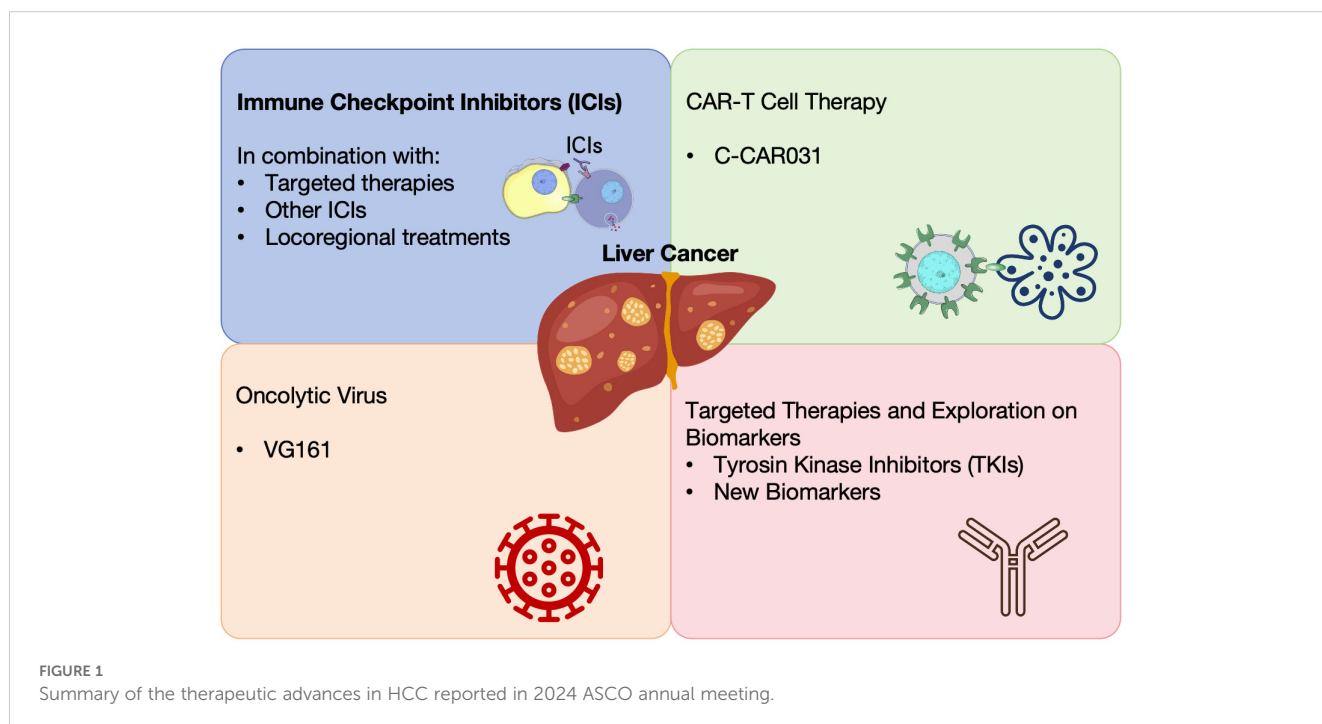 Immune Checkpoint Inhibitors (ICIs)
In combination with:
• Targeted therapies
• Other ICIs
• Locoregional treatments
ICIs
CAR-T Cell Therapy
• C-CAR031
Liver Cancer
Oncolytic Virus
• VG161
Targeted Therapies and Exploration on
Biomarkers
• Tyrosin Kinase Inhibitors (TKIs)
• New Biomarkers
FIGURE 1
Summary of the therapeutic advances in HCC reported in 2024 ASCO annual meeting.